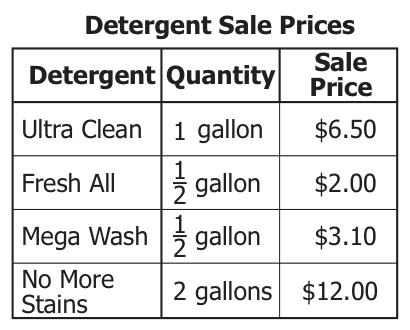 Detergent Sale Prices
Detergent Quantity Sale Price
Ultra Clean 1 gallon $6.50
Fresh All 1/2 gallon $2.00
Mega Wash 1/2 gallon $3.10
No More Stains 2 gallons $12.00